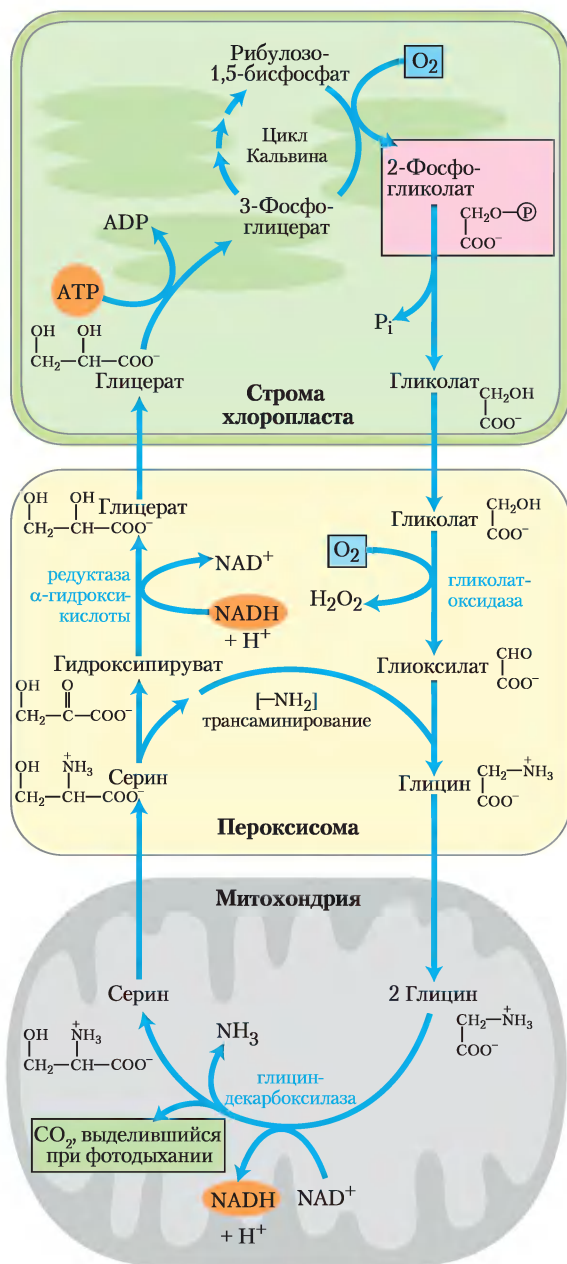 Рибулозо-
1,5-бисфосфат
O₂
Цикл
Кальвина
2-Фосфо-
гликолат
CH₂O—Ⓟ
COO⁻
3-Фосфо-
глицерат
ADP
ATP
Pᵢ
OH OH
CH₂—CH—COO⁻
Глицерат
Гликолат
CH₂OH
COO⁻
Строма
хлоропласта
OH OH
CH₂—CH—COO⁻
Глицерат
Гликолат
CH₂OH
COO⁻
O₂
редуктаза
α-гидрокси-
кислоты
NAD⁺
NADH
+ H⁺
H₂O₂
гликолат-
оксидаза
Гидроксипируват
OH O
CH₂—C—COO⁻
Глиоксилат
CHO
COO⁻
[—NH₂]
трансаминирование
OH ⁺NH₃
CH₂—CH—COO⁻
Серин
Глицин
CH₂—⁺NH₃
COO⁻
Пероксисома
Митохондрия
Серин
OH ⁺NH₃
CH₂—CH—COO⁻
2 Глицин
CH₂—⁺NH₃
COO⁻
NH₃
глицин-
декарбоксилаза
CO₂, выделившийся
при фотодыхании
NADH
+ H⁺
NAD⁺